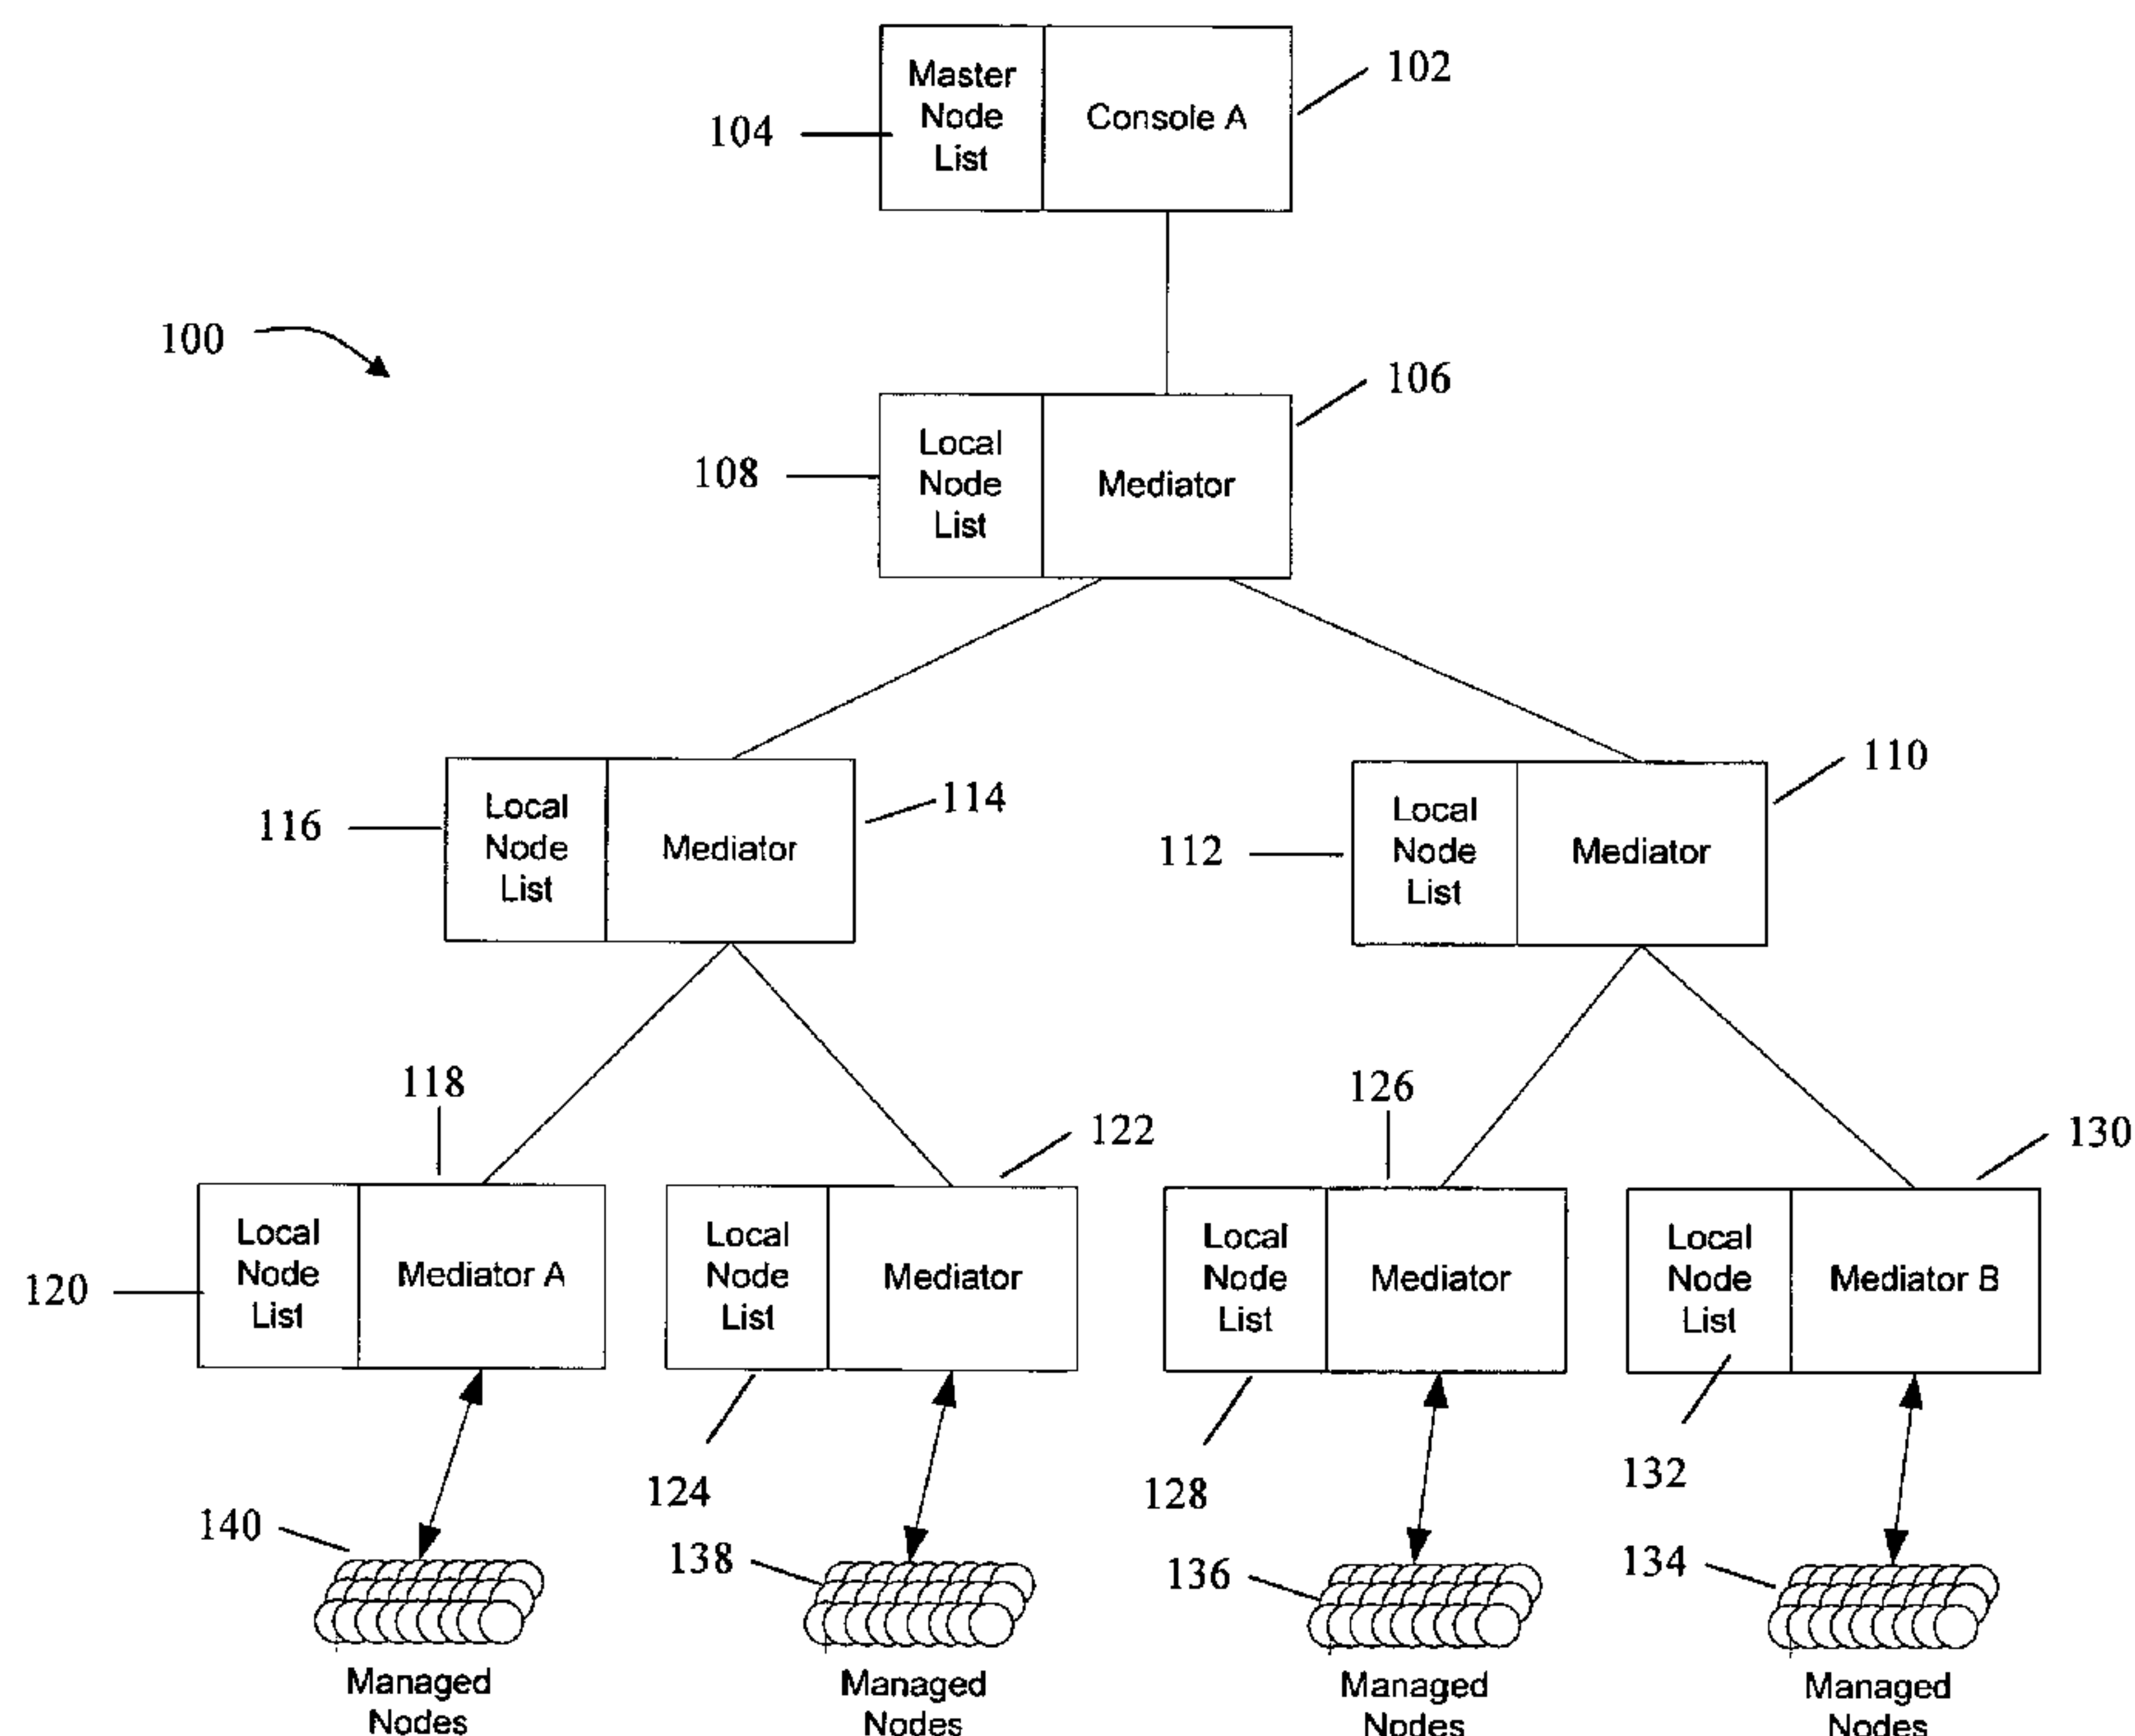 Master
Node
List
Console A
102
104
100
106
Local
Node
List
Mediator
108
110
114
116
Local
Node
List
Mediator
112
Local
Node
List
Mediator
118
122
126
130
120
Local
Node
List
Mediator A
Local
Node
List
Mediator
Local
Node
List
Mediator
Local
Node
List
Mediator B
124
128
132
140
138
136
134
Managed
Nodes
Managed
Nodes
Managed
Nodes
Managed
Nodes